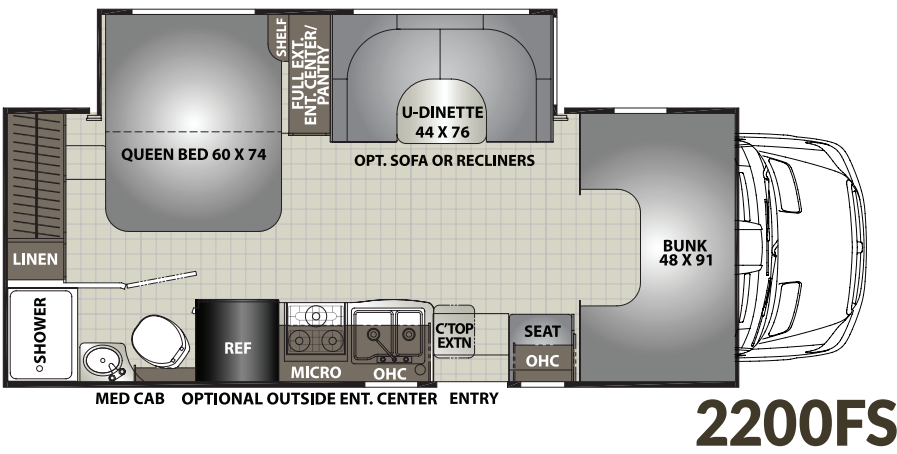 SHELF
FULL EXT.
ENT. CENTER/
PANTRY
U-DINETTE
44 X 76
QUEEN BED 60 X 74
OPT. SOFA OR RECLINERS
BUNK
48 X 91
LINEN
SHOWER
REF
C'TOP
EXTN
SEAT
OHC
MICRO
OHC
MED CAB
OPTIONAL OUTSIDE ENT. CENTER
ENTRY
2200FS